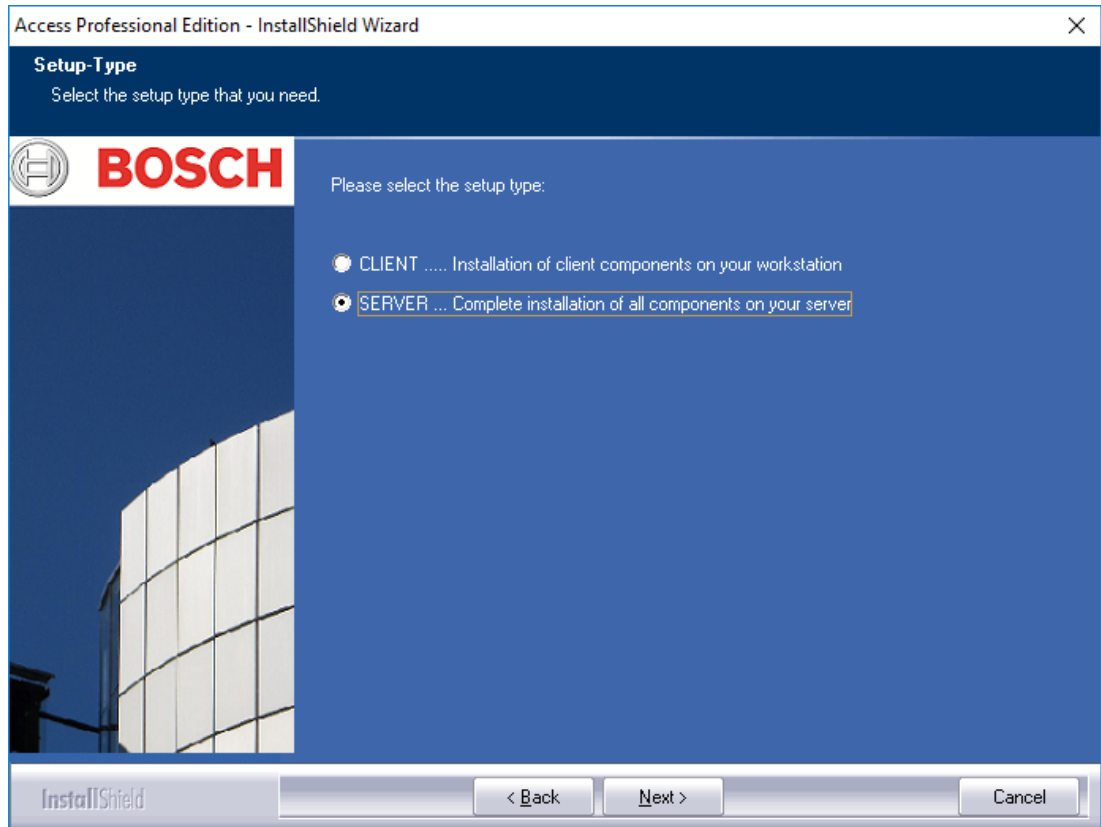 Access Professional Edition - InstallShield Wizard
Setup-Type
Select the setup type that you need.
BOSCH
Please select the setup type:
CLIENT ..... Installation of client components on your workstation
SERVER ... Complete installation of all components on your server
InstallShield
< Back
Next >
Cancel